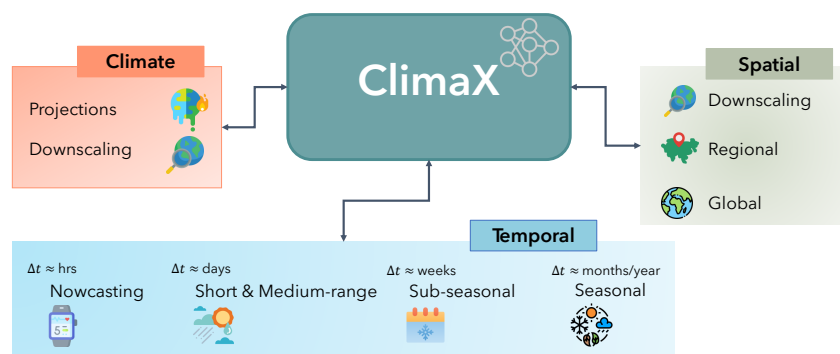 ClimaX
Climate
Projections
Downscaling
Spatial
Downscaling
Regional
Global
Temporal
Δt ≈ hrs
Nowcasting
Δt ≈ days
Short & Medium-range
Δt ≈ weeks
Sub-seasonal
Δt ≈ months/year
Seasonal
5